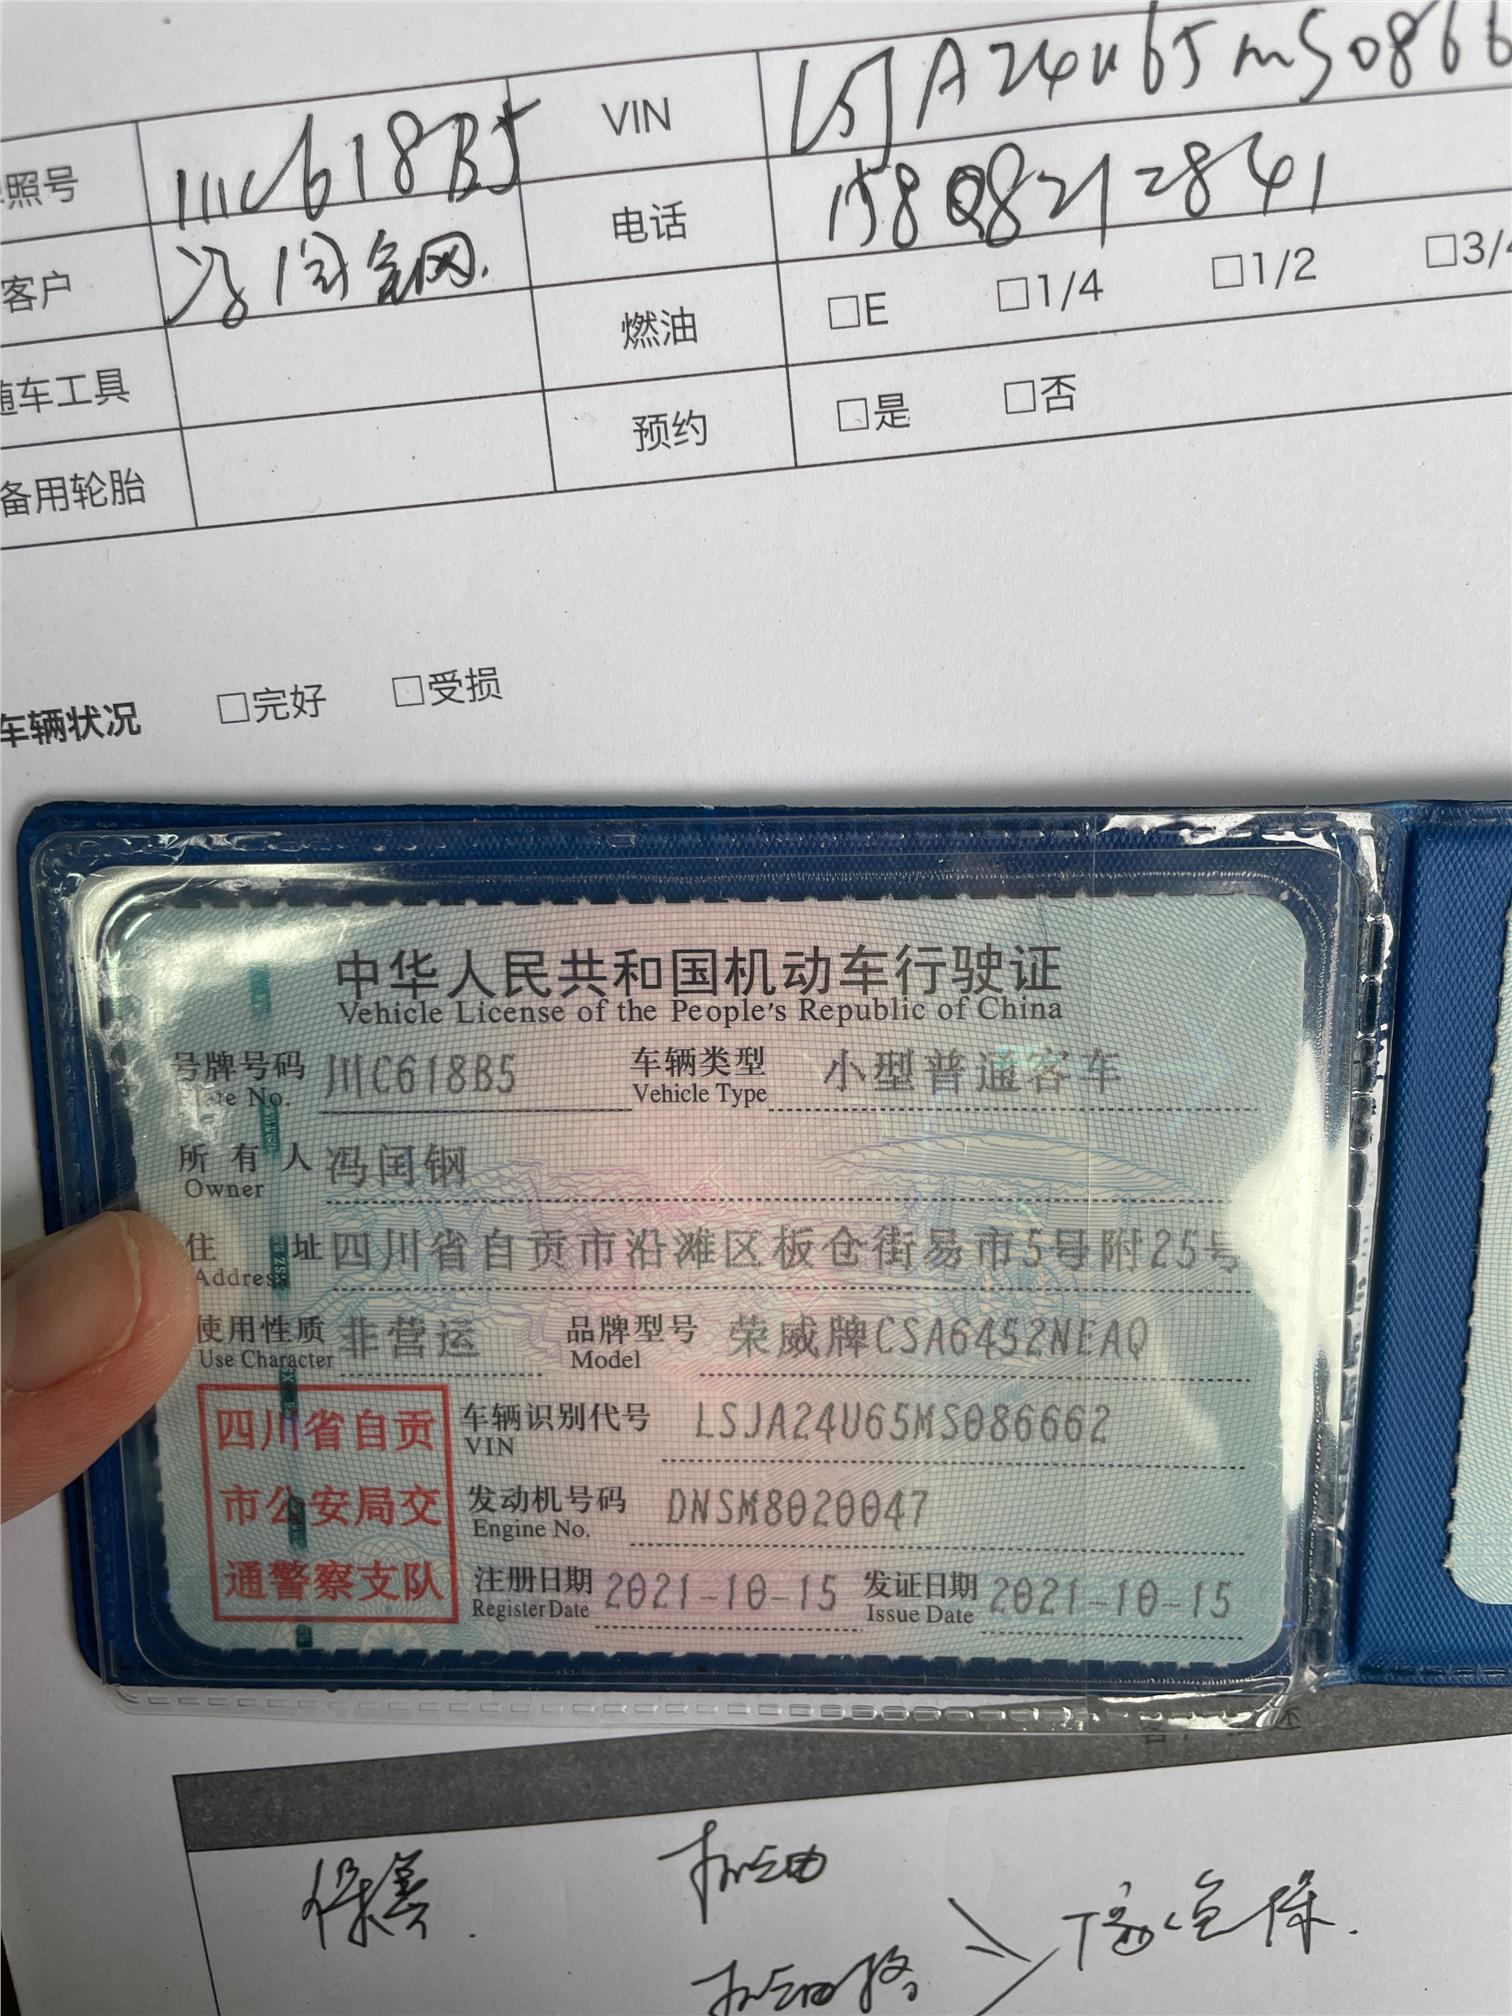 照号 川C618B5 VIN LSJA24U65MS0866
客户 冯闰钢 电话 15808212841
燃油 □E □1/4 □1/2 □3/4
随车工具 预约 □是 □否
备用轮胎
车辆状况 □完好 □受损
中华人民共和国机动车行驶证
Vehicle License of the People's Republic of China
号牌号码 川C618B5 车辆类型 小型普通客车
Plate No. Vehicle Type
所有人 冯闰钢
Owner
住址 四川省自贡市沿滩区板仓街易市5号附25号
Address
使用性质 非营运 品牌型号 荣威牌CSA6452NEAQ
Use Character Model
四川省自贡
市公安局交
通警察支队
车辆识别代号 LSJA24U65MS086662
VIN
发动机号码 DNSM8020047
Engine No.
注册日期 2021-10-15 发证日期 2021-10-15
Register Date Issue Date
保养.
机油
机油格